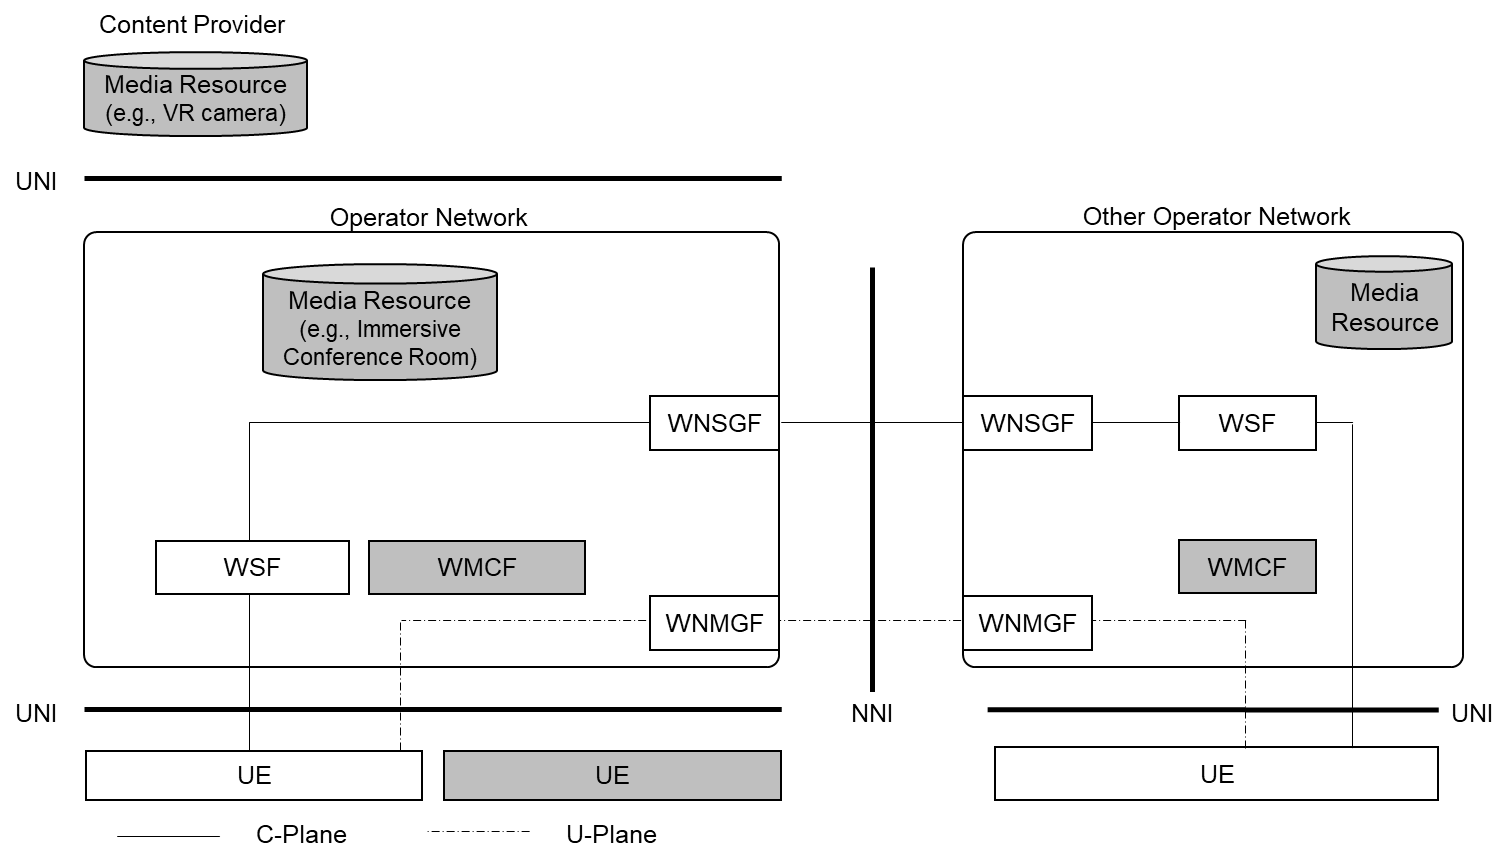 Content Provider
Media Resource
(e.g., VR camera)
UNI
Operator Network
Other Operator Network
Media Resource
(e.g., Immersive
Conference Room)
Media
Resource
WNSGF
WNSGF
WSF
WSF
WMCF
WMCF
WNMGF
WNMGF
UNI
NNI
UNI
UE
UE
UE
C-Plane
U-Plane